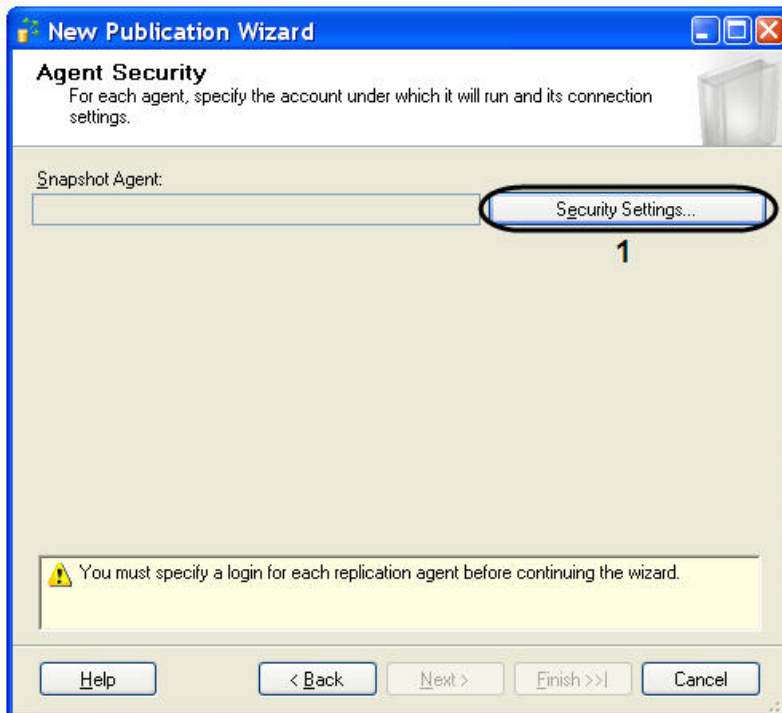 New Publication Wizard
Agent Security
For each agent, specify the account under which it will run and its connection
settings.
Snapshot Agent:
Security Settings...
1
You must specify a login for each replication agent before continuing the wizard.
Help
< Back
Next >
Finish >>|
Cancel